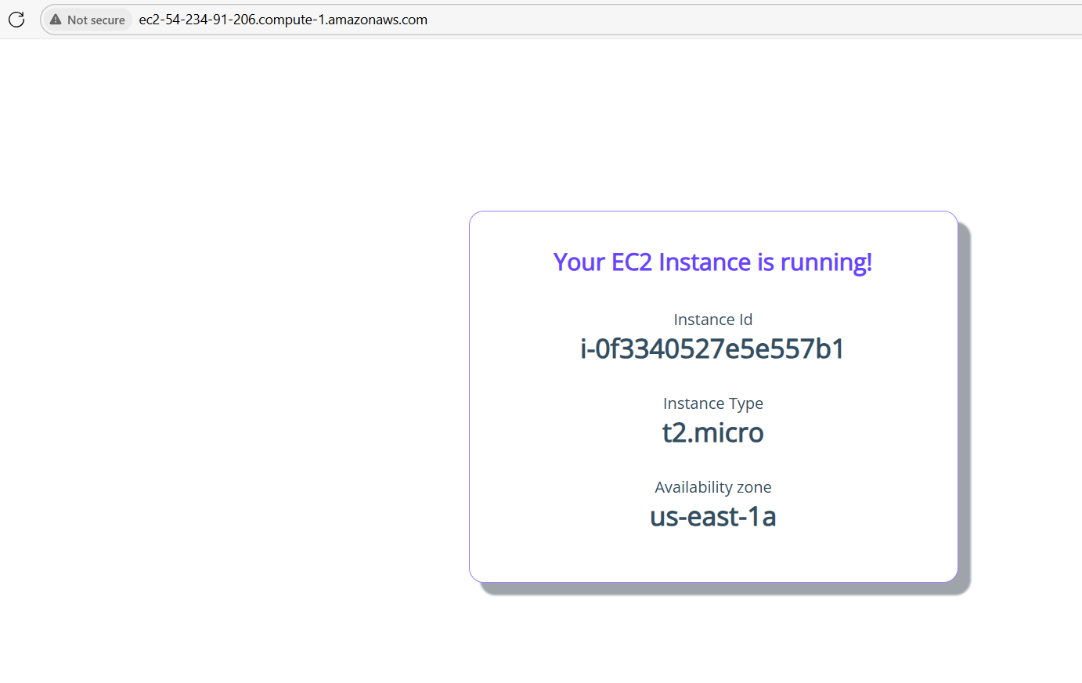 Not secure ec2-54-234-91-206.compute-1.amazonaws.com
Your EC2 Instance is running!
Instance Id
i-0f3340527e5e557b1
Instance Type
t2.micro
Availability zone
us-east-1a